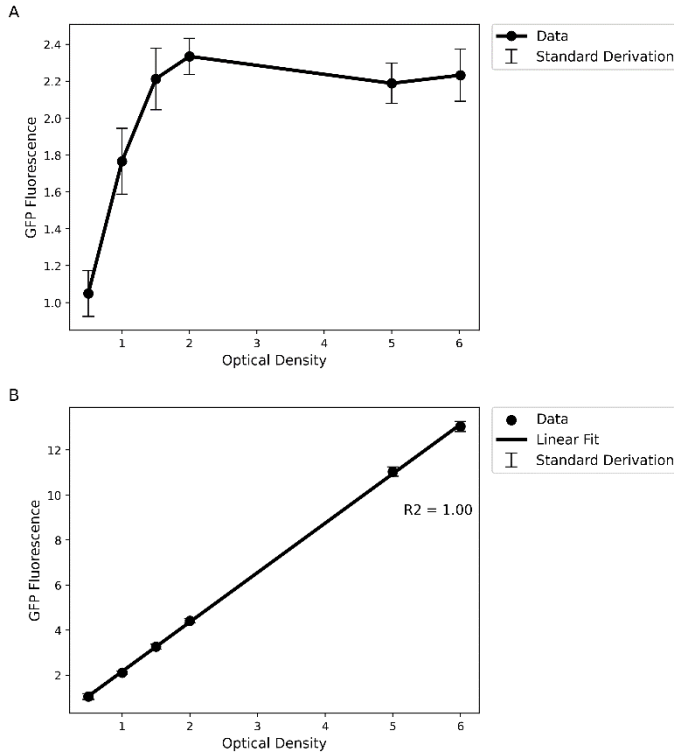 A
Data
Standard Derivation
GFP Fluorescence
2.4
2.2
2.0
1.8
1.6
1.4
1.2
1.0
1 2 3 4 5 6
Optical Density
B
Data
Linear Fit
Standard Derivation
GFP Fluorescence
12
10
8
6
4
2
R2 = 1.00
1 2 3 4 5 6
Optical Density